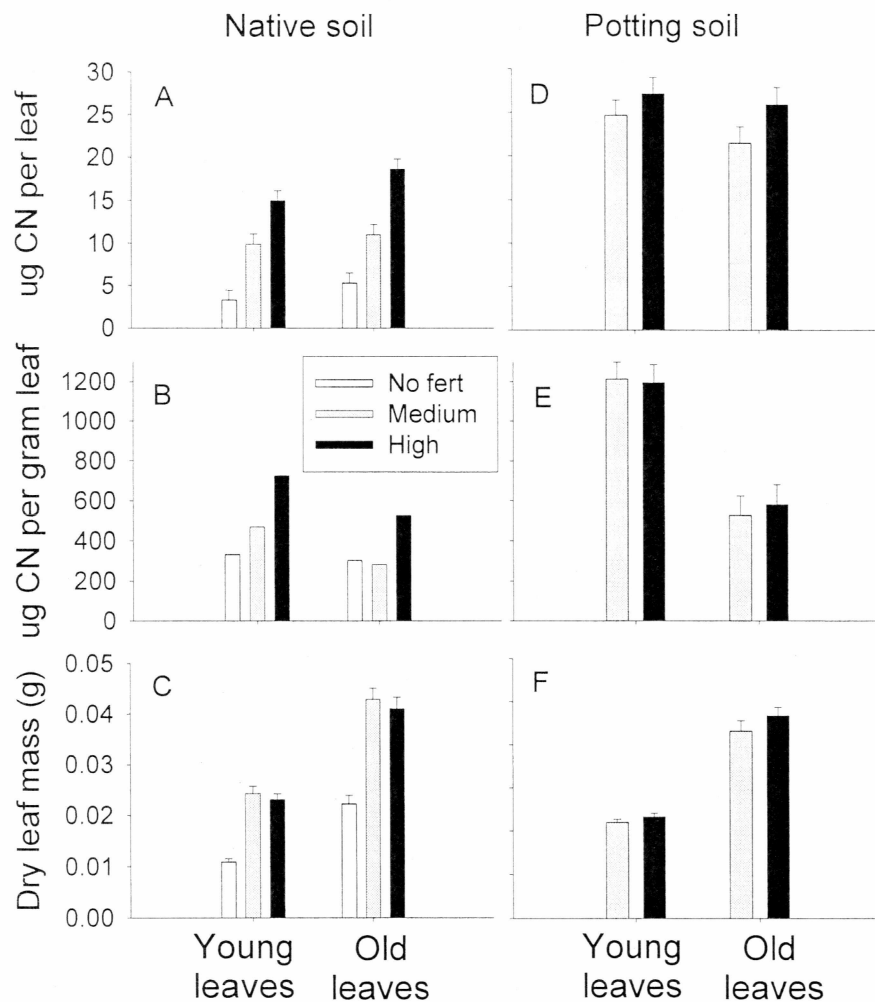 Native soil
Potting soil
ug CN per leaf
30
25
20
15
10
5
0
A
D
ug CN per gram leaf
1200
1000
800
600
400
200
0
B
No fert
Medium
High
E
Dry leaf mass (g)
0.05
0.04
0.03
0.02
0.01
0.00
C
F
Young
leaves
Old
leaves
Young
leaves
Old
leaves